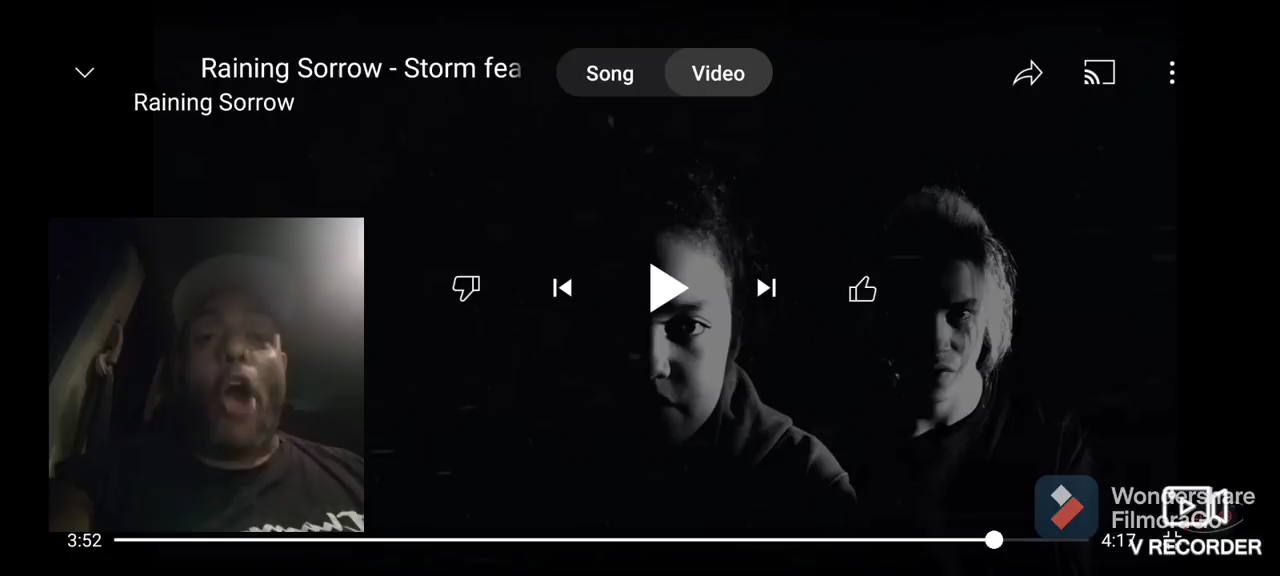 Raining Sorrow - Storm fea
Song
Video
Raining Sorrow
Wondershare
Filmora
3:52
4:17
V RECORDER